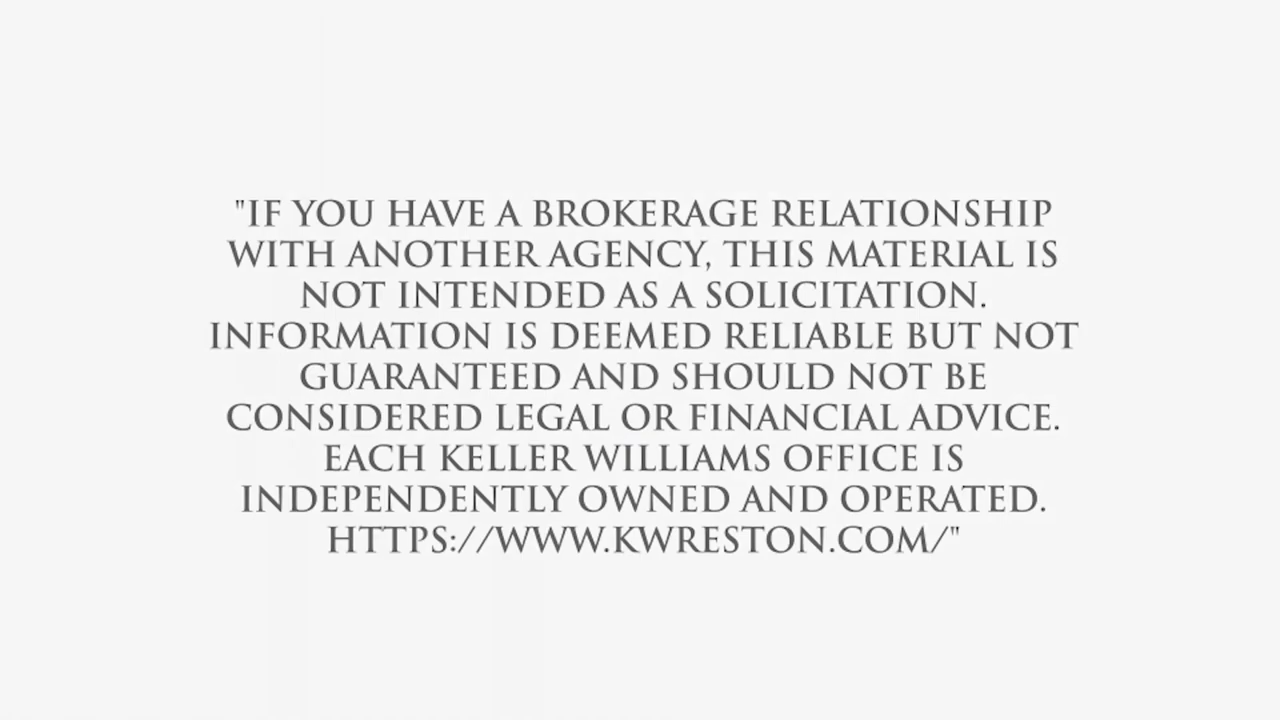 "IF YOU HAVE A BROKERAGE RELATIONSHIP
WITH ANOTHER AGENCY, THIS MATERIAL IS
NOT INTENDED AS A SOLICITATION.
INFORMATION IS DEEMED RELIABLE BUT NOT
GUARANTEED AND SHOULD NOT BE
CONSIDERED LEGAL OR FINANCIAL ADVICE.
EACH KELLER WILLIAMS OFFICE IS
INDEPENDENTLY OWNED AND OPERATED.
HTTPS://WWW.KWRESTON.COM/"